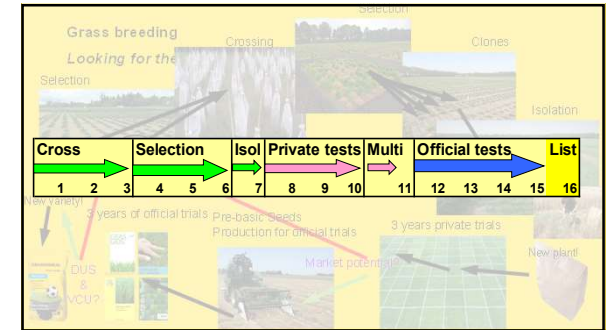 Selection
Grass breeding
Crossing
Clones
Looking for the
Selection
Isolation
Cross Selection Isol Private tests Multi Official tests List
1 2 3 4 5 6 7 8 9 10 11 12 13 14 15 16
New variety!
3 years of official trials
Pre-basic Seeds
Production for official trials
3 years private trials
New plant!
Market potential?
DUS
&
VCU?